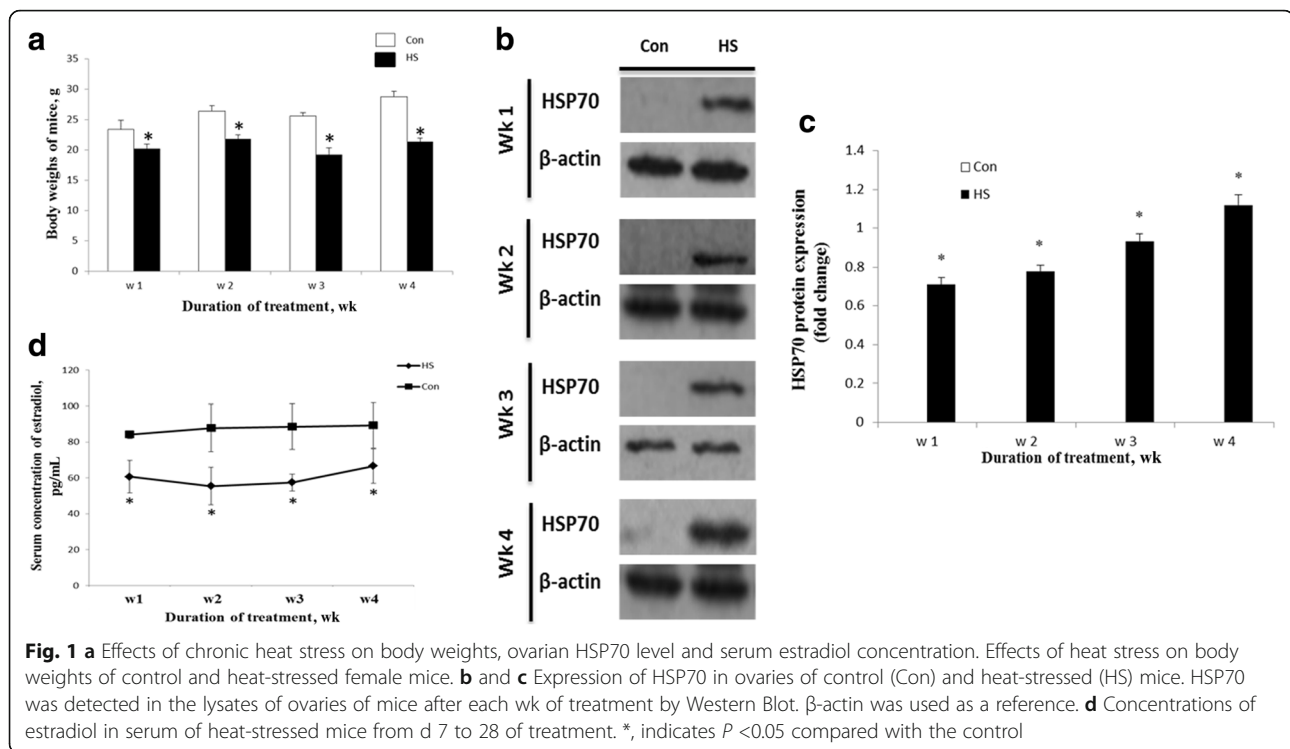 a
Con
HS
Body weighs of mice, g
35
30
25
20
15
10
5
0
* * * *
w 1 w 2 w 3 w 4
Duration of treatment, wk
b
Con HS
Wk 1
HSP70
β-actin
Wk 2
HSP70
β-actin
Wk 3
HSP70
β-actin
Wk 4
HSP70
β-actin
c
Con
HS
HSP70 protein expression
(fold change)
1.4
1.2
1
0.8
0.6
0.4
0.2
0
* * * *
w 1 w 2 w 3 w 4
Duration of treatment, wk
d
HS
Con
Serum concentration of estradiol,
pg/mL
120
100
80
60
40
20
0
* * * *
w1 w2 w3 w4
Duration of treatment, wk
Fig. 1 a Effects of chronic heat stress on body weights, ovarian HSP70 level and serum estradiol concentration. Effects of heat stress on body
weights of control and heat-stressed female mice. b and c Expression of HSP70 in ovaries of control (Con) and heat-stressed (HS) mice. HSP70
was detected in the lysates of ovaries of mice after each wk of treatment by Western Blot. β-actin was used as a reference. d Concentrations of
estradiol in serum of heat-stressed mice from d 7 to 28 of treatment. *, indicates P <0.05 compared with the control